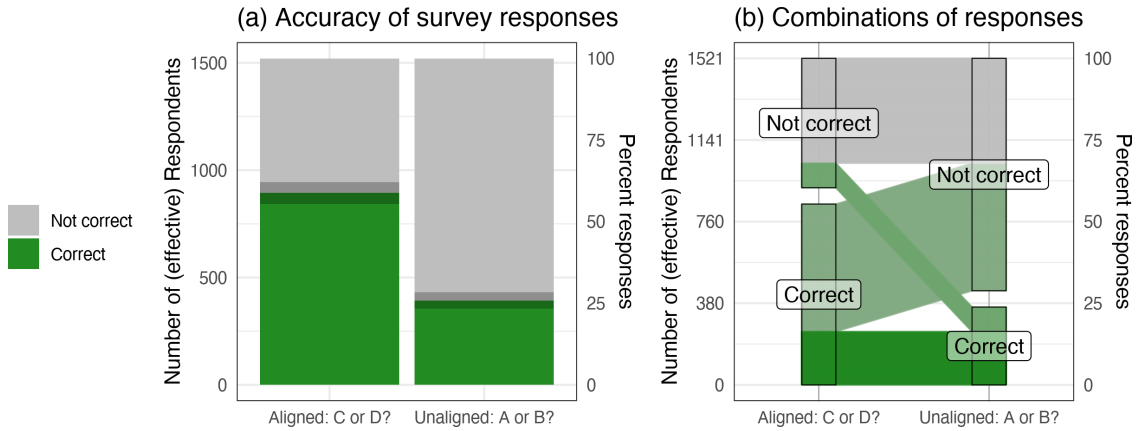 (a) Accuracy of survey responses
Number of (effective) Respondents
1500
1000
500
0
100
75
50
25
0
Percent responses
Aligned: C or D?
Unaligned: A or B?
Not correct
Correct
(b) Combinations of responses
Number of (effective) Respondents
1521
1141
760
380
0
Not correct
Correct
Not correct
Correct
100
75
50
25
0
Percent responses
Aligned: C or D?
Unaligned: A or B?